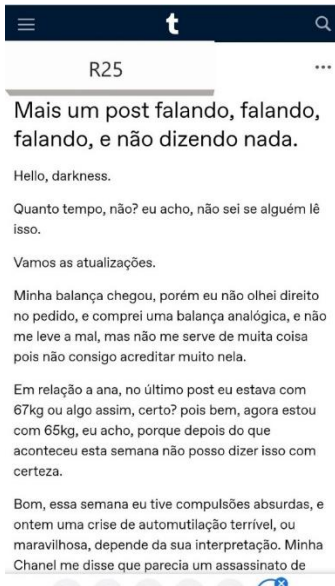 t
R25
Mais um post falando, falando,
falando, e não dizendo nada.
Hello, darkness.
Quanto tempo, não? eu acho, não sei se alguém lê
isso.
Vamos as atualizações.
Minha balança chegou, porém eu não olhei direito
no pedido, e comprei uma balança analógica, e não
me leve a mal, mas não me serve de muita coisa
pois não consigo acreditar muito nela.
Em relação a ana, no último post eu estava com
67kg ou algo assim, certo? pois bem, agora estou
com 65kg, eu acho, porque depois do que
aconteceu esta semana não posso dizer isso com
certeza.
Bom, essa semana eu tive compulsões absurdas, e
ontem uma crise de automutilação terrível, ou
maravilhosa, depende da sua interpretação. Minha
Chanel me disse que parecia um assassinato de